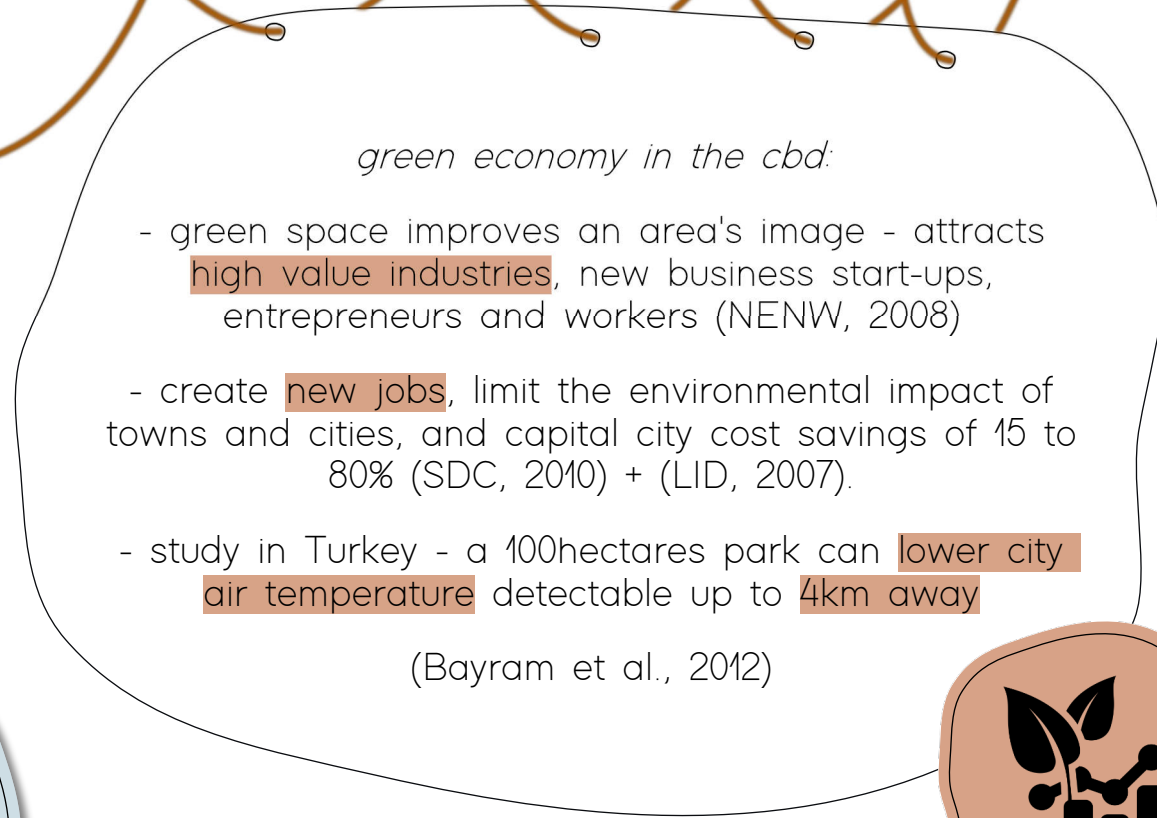 green economy in the cbd:
- green space improves an area's image - attracts
high value industries, new business start-ups,
entrepreneurs and workers (NENW, 2008)
- create new jobs, limit the environmental impact of
towns and cities, and capital city cost savings of 15 to
80% (SDC, 2010) + (LID, 2007).
- study in Turkey - a 100hectares park can lower city
air temperature detectable up to 4km away
(Bayram et al., 2012)